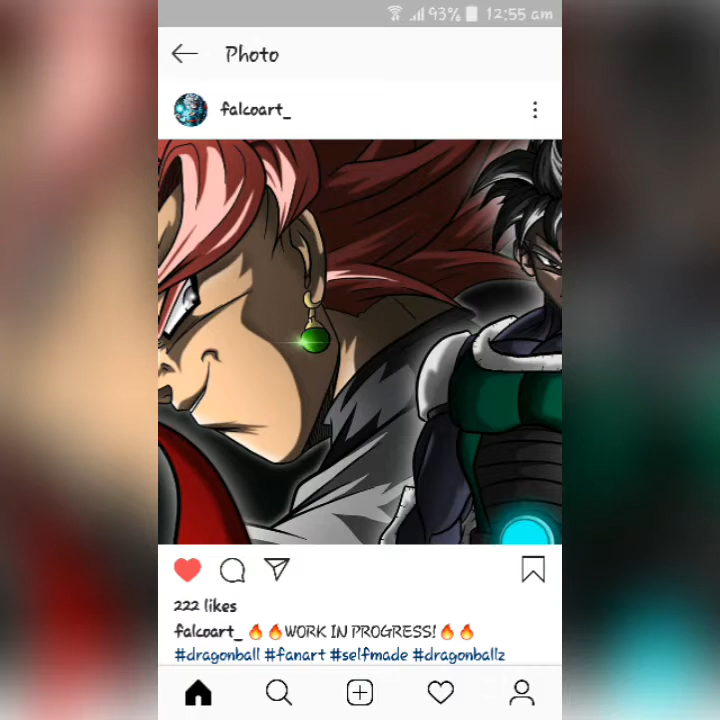 93% 12:55 am
Photo
falcoart_
222 likes
falcoart_ 🔥🔥WORK IN PROGRESS!🔥🔥
#dragonball #fanart #selfmade #dragonballz